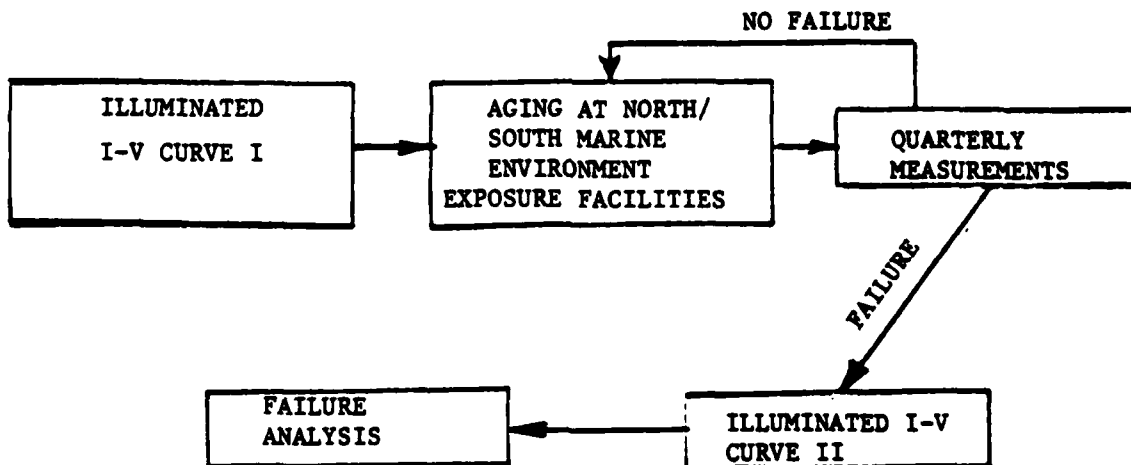 NO FAILURE
ILLUMINATED
I-V CURVE I
AGING AT NORTH/
SOUTH MARINE
ENVIRONMENT
EXPOSURE FACILITIES
QUARTERLY
MEASUREMENTS
FAILURE
ILLUMINATED I-V
CURVE II
FAILURE
ANALYSIS